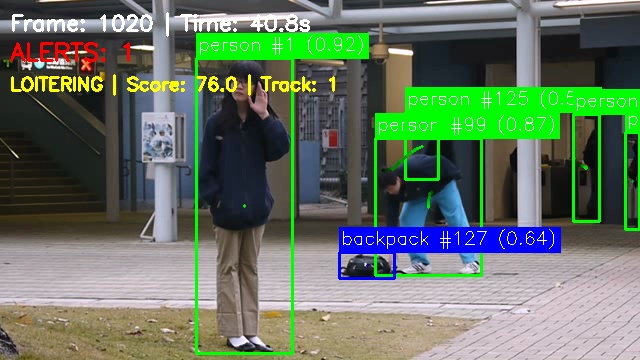 Frame: 1020 | Time: 40.8s
ALERTS: 1
LOITERING | Score: 76.0 | Track: 1
person #1 (0.92)
person #125 (0.5
person
person #99 (0.87)
backpack #127 (0.64)